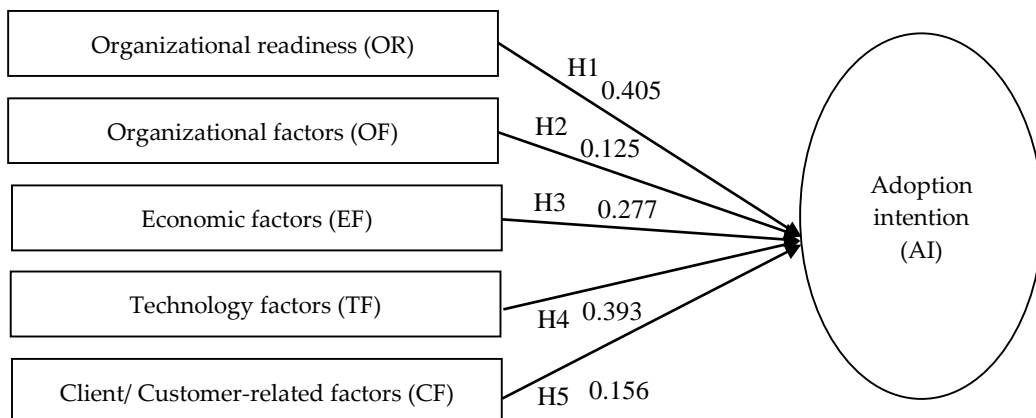 Organizational readiness (OR)
H1
0.405
Organizational factors (OF)
H2
0.125
Economic factors (EF)
H3
0.277
Technology factors (TF)
H4
0.393
Client/ Customer-related factors (CF)
H5
0.156
Adoption
intention
(AI)